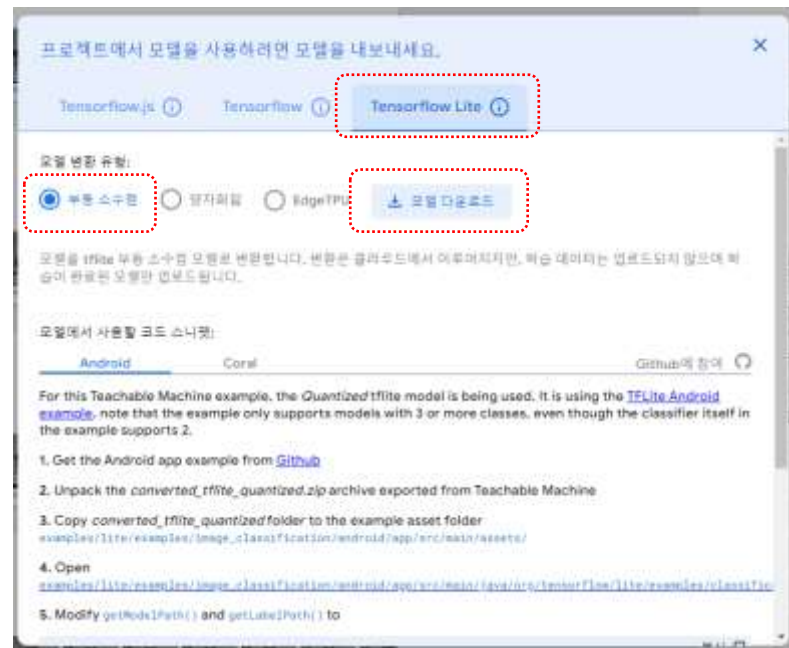 프로젝트에서 모델을 사용하려면 모델을 내보내세요.
Tensorflow.js Tensorflow Tensorflow Lite
모델 변환 유형:
부동 소수점 양자화됨 EdgeTPU 모델 다운로드
모델을 tflite 부동 소수점 모델로 변환합니다. 변환은 클라우드에서 이루어지지만, 학습 데이터는 업로드되지 않으며 학
습이 완료된 모델만 업로드됩니다.
모델에서 사용할 코드 스니펫:
Android Coral Github에 참여
For this Teachable Machine example, the Quantized tflite model is being used. It is using the TFLite Android
example, note that the example only supports models with 3 or more classes, even though the classifier itself in
the example supports 2.
1. Get the Android app example from Github
2. Unpack the converted_tflite_quantized.zip archive exported from Teachable Machine
3. Copy converted_tflite_quantized folder to the example asset folder
examples/lite/examples/image_classification/android/app/src/main/assets/
4. Open
examples/lite/examples/image_classification/android/app/src/main/java/org/tensorflow/lite/examples/classific
5. Modify getModelPath() and getLabelPath() to